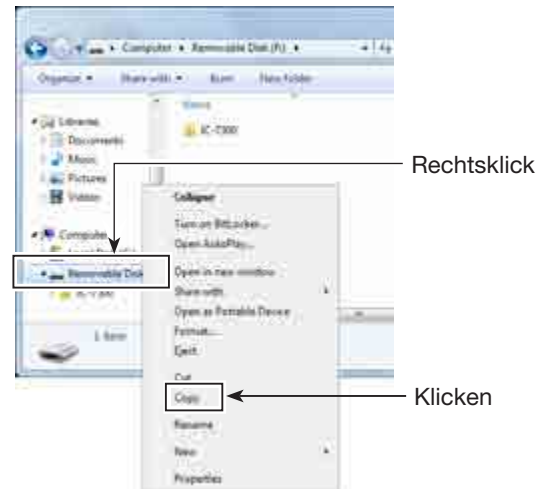 Computer ▸ Removable Disk (F:) ▸
Organize ▾ Share with ▾ Burn New folder
Name
Libraries
Documents
Music
Pictures
Videos
IC-7300
Computer
Removable Disk
IC-7300
1 item
Collapse
Turn on BitLocker...
Open AutoPlay...
Open in new window
Share with
Open as Portable Device
Format...
Eject
Cut
Copy
Rename
New
Properties
Rechtsklick
Klicken